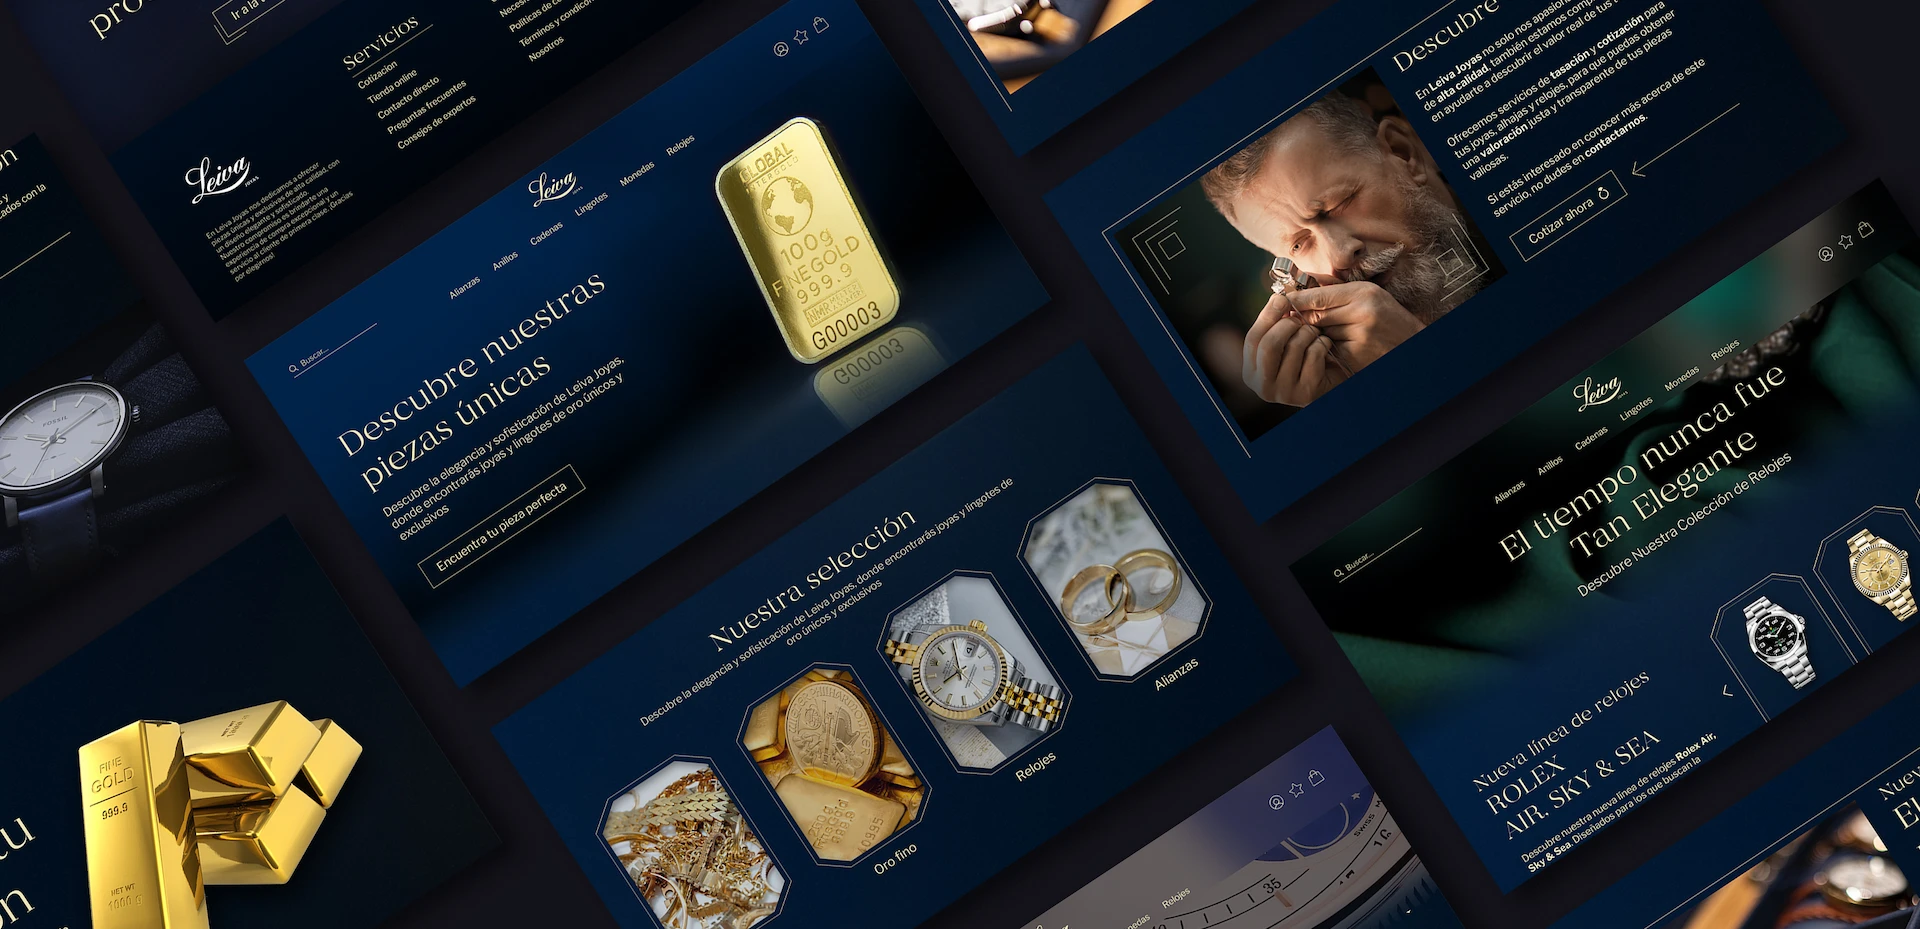 Servicios
Cotizacion
Tienda online
Contacto directo
Preguntas frecuentes
Consejos de expertos
Políticas de
Términos y condicion
Nosotros
Leiva
JOYAS
En Leiva Joyas nos dedicamos a ofrecer
piezas únicas y exclusivas de alta calidad, con
un diseño elegante y sofisticado.
Nuestro compromiso es brindarte una
experiencia de compra excepcional y un
servicio al cliente de primera clase. ¡Gracias
por elegirnos!
Buscar...
Leiva
JOYAS
Alianzas
Anillos
Cadenas
Lingotes
Monedas
Relojes
Descubre nuestras
piezas únicas
Descubre la elegancia y sofisticación de Leiva Joyas,
donde encontrarás joyas y lingotes de oro únicos y
exclusivos
Encuentra tu pieza perfecta
GLOBAL
100g
FINEGOLD
999.9
G00003
G00003
Nuestra selección
Descubre la elegancia y sofisticación de Leiva Joyas, donde encontrarás joyas y lingotes de
oro únicos y exclusivos
Oro fino
Relojes
Alianzas
Descubre
En Leiva Joyas no solo nos apasion
de alta calidad, también estamos comp
en ayudarte a descubrir el valor real de tus
Ofrecemos servicios de tasación y cotización para
tus joyas, alhajas y relojes, para que puedas obtener
una valoración justa y transparente de tus piezas
valiosas.
Si estás interesado en conocer más acerca de este
servicio, no dudes en contactarnos.
Cotizar ahora
Buscar...
Leiva
JOYAS
Alianzas
Anillos
Cadenas
Lingotes
Monedas
Relojes
El tiempo nunca fue
Tan Elegante
Descubre Nuestra Colección de Relojes
Nueva línea de relojes
ROLEX
AIR, SKY & SEA
Descubre nuestra nueva línea de relojes Rolex Air,
Sky & Sea. Diseñados para los que buscan la
FOSSIL
FINE
GOLD
999.9
NET WT
1000 g
Relojes
35
SWISS